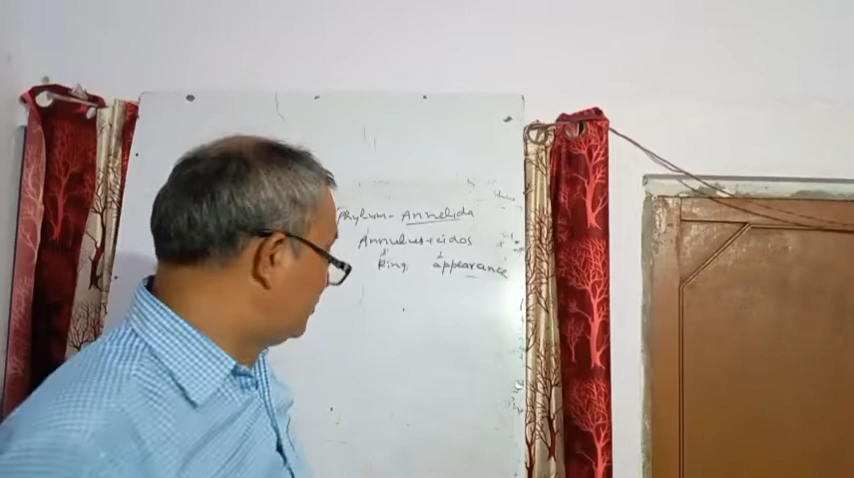 Phylum- Annelida
Annulus + eidos
Ring appearance